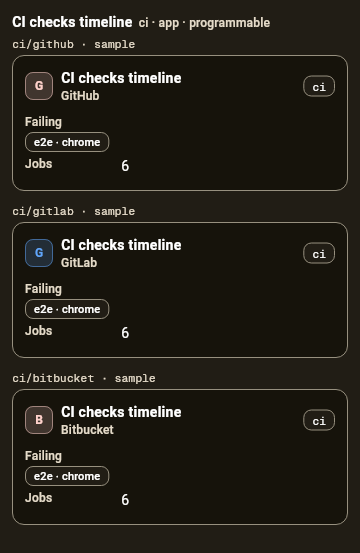 CI checks timeline ci · app · programmable
ci/github · sample
G CI checks timeline ci
GitHub
Failing
e2e · chrome
Jobs 6
ci/gitlab · sample
G CI checks timeline ci
GitLab
Failing
e2e · chrome
Jobs 6
ci/bitbucket · sample
B CI checks timeline ci
Bitbucket
Failing
e2e · chrome
Jobs 6